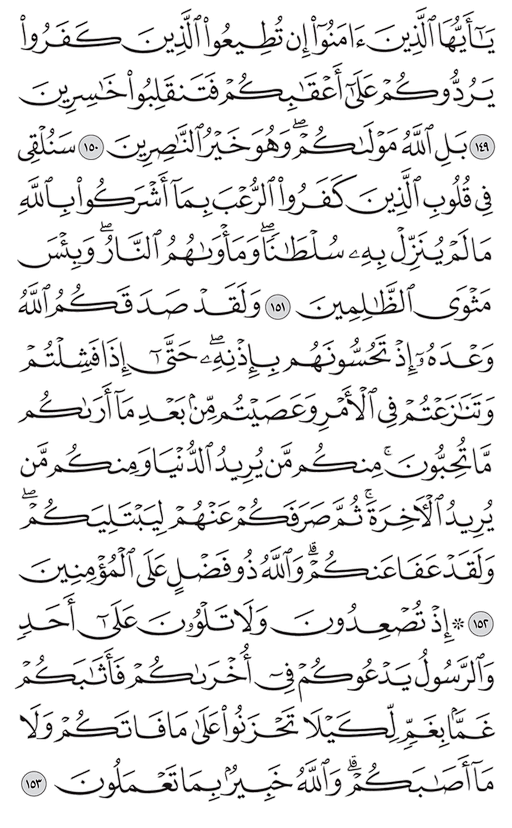 يَٰٓأَيُّهَا ٱلَّذِينَ ءَامَنُوٓاْ إِن تُطِيعُواْ ٱلَّذِينَ كَفَرُواْ
يَرُدُّوكُمْ عَلَىٰٓ أَعْقَٰبِكُمْ فَتَنقَلِبُواْ خَٰسِرِينَ
١٤٩ بَلِ ٱللَّهُ مَوْلَىٰكُمْۖ وَهُوَ خَيْرُ ٱلنَّٰصِرِينَ ١٥٠ سَنُلْقِى
فِى قُلُوبِ ٱلَّذِينَ كَفَرُواْ ٱلرُّعْبَ بِمَآ أَشْرَكُواْ بِٱللَّهِ
مَا لَمْ يُنَزِّلْ بِهِۦ سُلْطَٰنًاۖ وَمَأْوَىٰهُمُ ٱلنَّارُۖ وَبِئْسَ
مَثْوَى ٱلظَّٰلِمِينَ ١٥١ وَلَقَدْ صَدَقَكُمُ ٱللَّهُ
وَعْدَهُۥٓ إِذْ تَحُسُّونَهُم بِإِذْنِهِۦۖ حَتَّىٰٓ إِذَا فَشِلْتُمْ
وَتَنَٰزَعْتُمْ فِى ٱلْأَمْرِ وَعَصَيْتُم مِّنۢ بَعْدِ مَآ أَرَىٰكُم
مَّا تُحِبُّونَۚ مِنكُم مَّن يُرِيدُ ٱلدُّنْيَا وَمِنكُم مَّن
يُرِيدُ ٱلْءَاخِرَةَۚ ثُمَّ صَرَفَكُمْ عَنْهُمْ لِيَبْتَلِيَكُمْۖ
وَلَقَدْ عَفَا عَنكُمْۗ وَٱللَّهُ ذُو فَضْلٍ عَلَى ٱلْمُؤْمِنِينَ
١٥٢ ۞ إِذْ تُصْعِدُونَ وَلَا تَلْوُۥنَ عَلَىٰٓ أَحَدٍ
وَٱلرَّسُولُ يَدْعُوكُمْ فِىٓ أُخْرَىٰكُمْ فَأَثَٰبَكُمْ
غَمَّۢا بِغَمٍّ لِّكَيْلَا تَحْزَنُواْ عَلَىٰ مَا فَاتَكُمْ وَلَا
مَآ أَصَٰبَكُمْۗ وَٱللَّهُ خَبِيرٌۢ بِمَا تَعْمَلُونَ ١٥٣